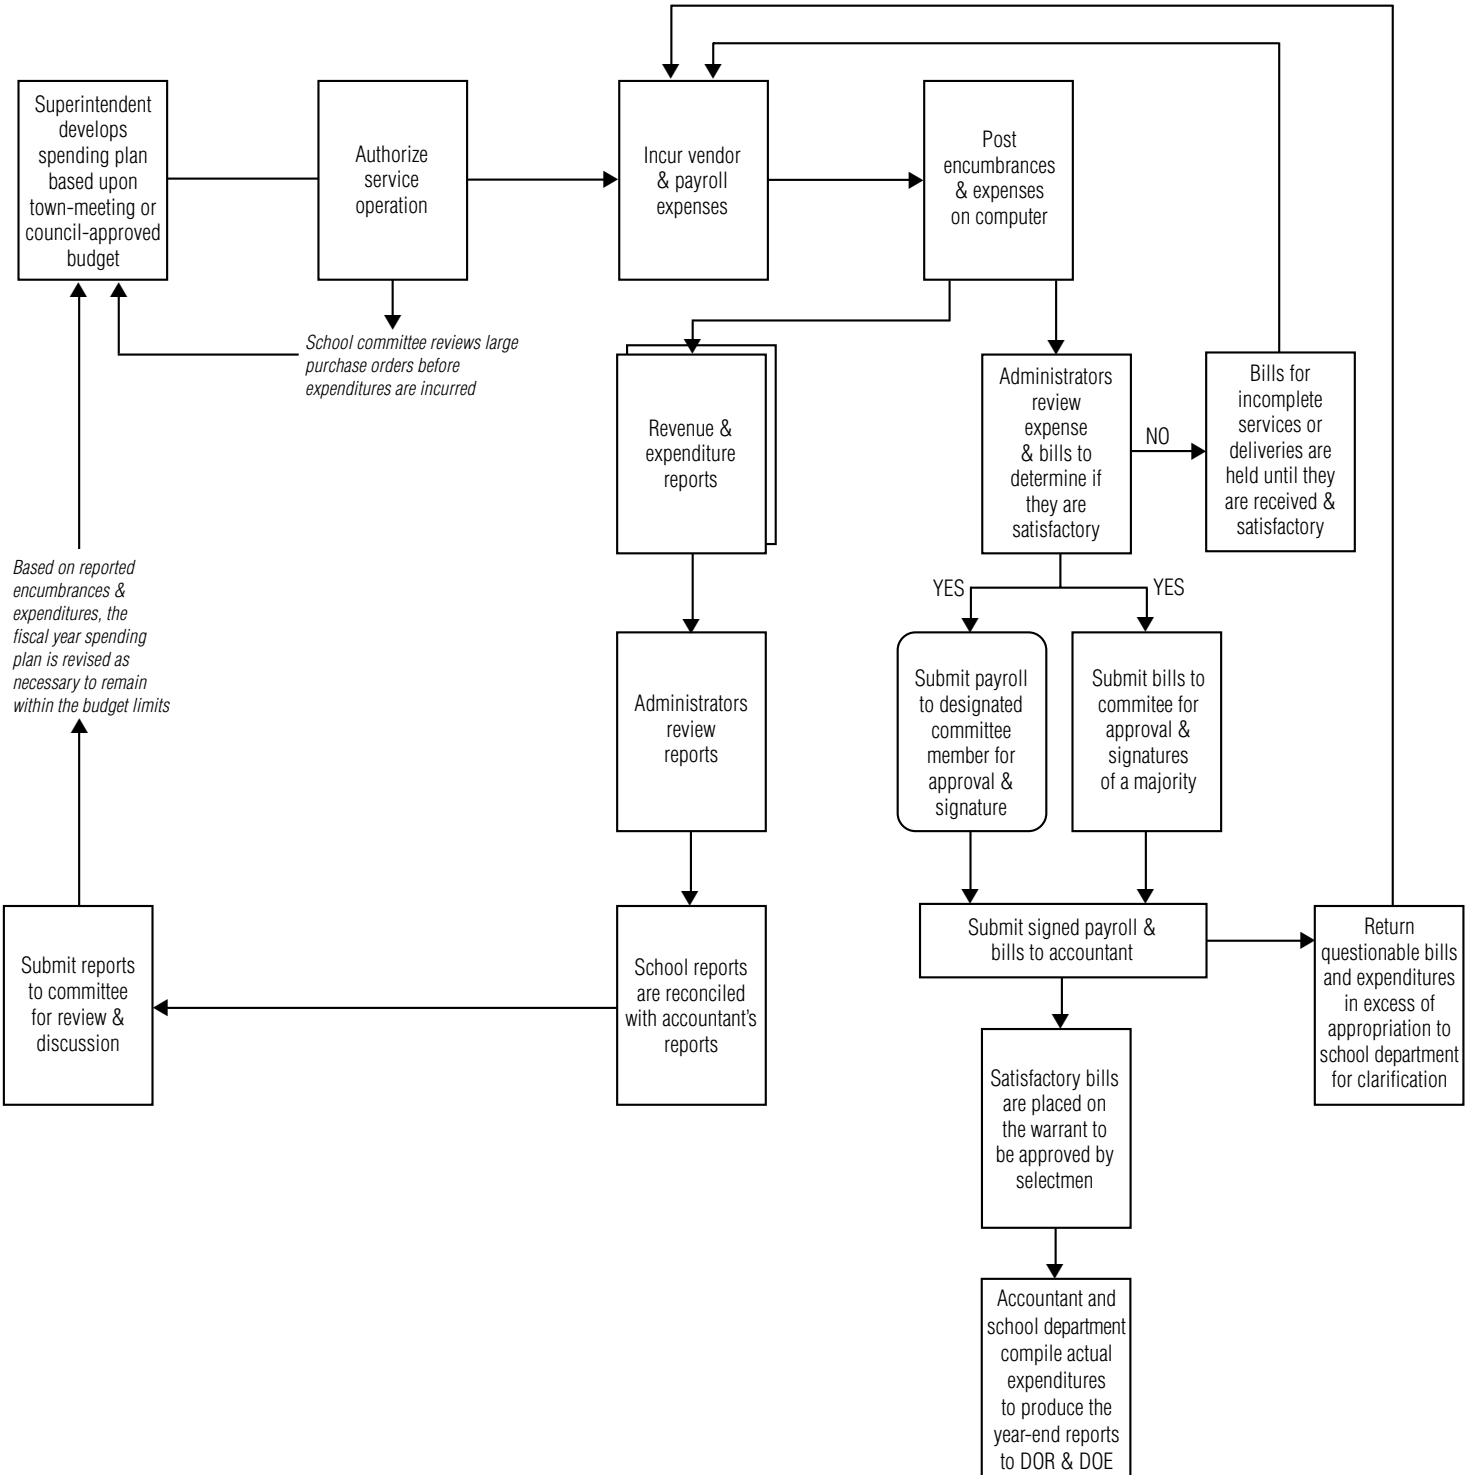 Superintendent
develops
spending plan
based upon
town-meeting or
council-approved
budget
Authorize
service
operation
Incur vendor
& payroll
expenses
Post
encumbrances
& expenses
on computer
School committee reviews large
purchase orders before
expenditures are incurred
Revenue &
expenditure
reports
Administrators
review
expense
& bills to
determine if
they are
satisfactory
NO
Bills for
incomplete
services or
deliveries are
held until they
are received &
satisfactory
Based on reported
encumbrances &
expenditures, the
fiscal year spending
plan is revised as
necessary to remain
within the budget limits
YES
YES
Administrators
review
reports
Submit payroll
to designated
committee
member for
approval &
signature
Submit bills to
commitee for
approval &
signatures
of a majority
Submit reports
to committee
for review &
discussion
School reports
are reconciled
with accountant's
reports
Submit signed payroll &
bills to accountant
Return
questionable bills
and expenditures
in excess of
appropriation to
school department
for clarification
Satisfactory bills
are placed on
the warrant to
be approved by
selectmen
Accountant and
school department
compile actual
expenditures
to produce the
year-end reports
to DOR & DOE